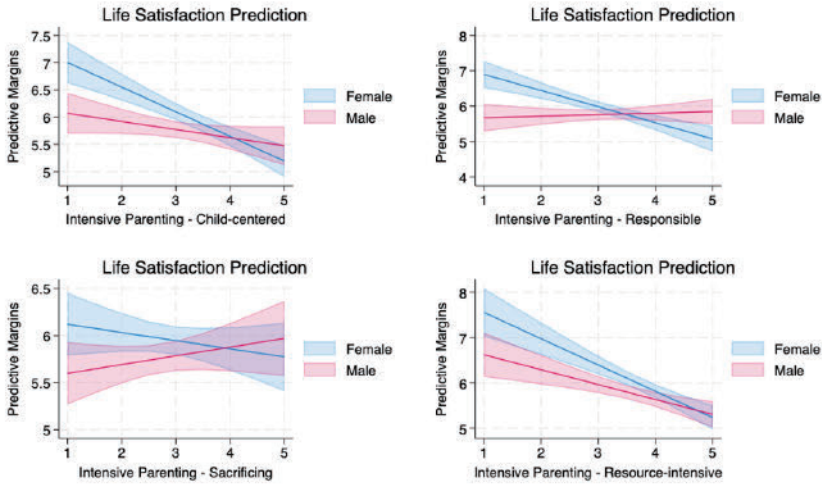 Life Satisfaction Prediction
7.5
7
6.5
6
5.5
5
Predictive Margins
1 2 3 4 5
Intensive Parenting - Child-centered
Female
Male
Life Satisfaction Prediction
8
7
6
5
4
Predictive Margins
1 2 3 4 5
Intensive Parenting - Responsible
Female
Male
Life Satisfaction Prediction
6.5
6
5.5
5
Predictive Margins
1 2 3 4 5
Intensive Parenting - Sacrificing
Female
Male
Life Satisfaction Prediction
8
7
6
5
Predictive Margins
1 2 3 4 5
Intensive Parenting - Resource-intensive
Female
Male